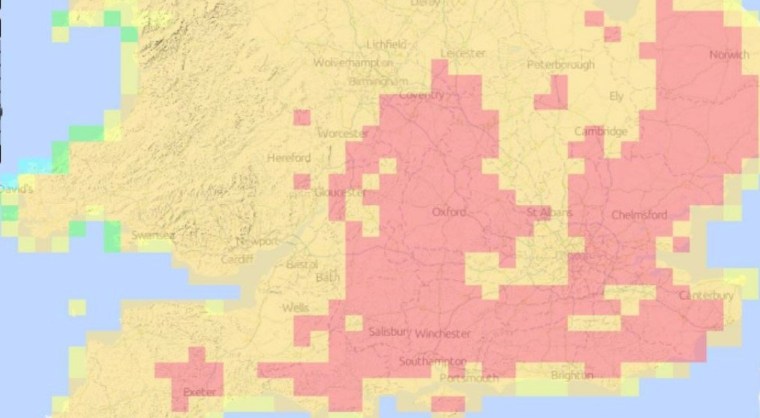 Derby
Norwich
Lichfield
Leicester
Wolverhampton
Peterborough
Birmingham
Coventry
Ely
Worcester
Cambridge
Hereford
David's
Gloucester
Oxford
St Albans
Chelmsford
Swansea
Newport
Cardiff
Bristol
Bath
Canterbury
Wells
Salisbury
Winchester
Southampton
Portsmouth
Brighton
Exeter